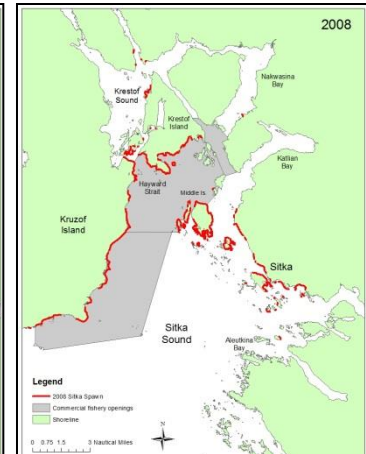 2008
Nakwasina
Bay
Krestof
Sound
Krestof
Island
Katlian
Bay
Hayward
Strait
Middle Is.
Kruzof
Island
Sitka
Sitka
Sound
Aleutkina
Bay
Legend
2008 Sitka Spawn
Commercial fishery openings
Shoreline
N
0 0.75 1.5 3 Nautical Miles